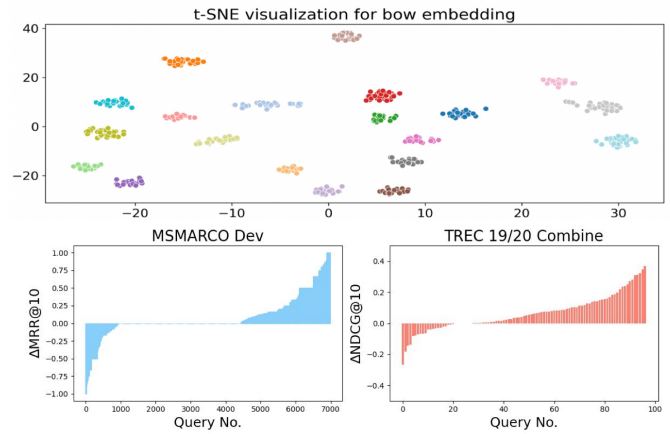 t-SNE visualization for bow embedding
40
20
0
−20
−20 −10 0 10 20 30
MSMARCO Dev
ΔMRR@10
1.00
0.75
0.50
0.25
0.00
−0.25
−0.50
−0.75
−1.00
0 1000 2000 3000 4000 5000 6000 7000
Query No.
TREC 19/20 Combine
ΔNDCG@10
0.4
0.2
0.0
−0.2
−0.4
0 20 40 60 80 100
Query No.